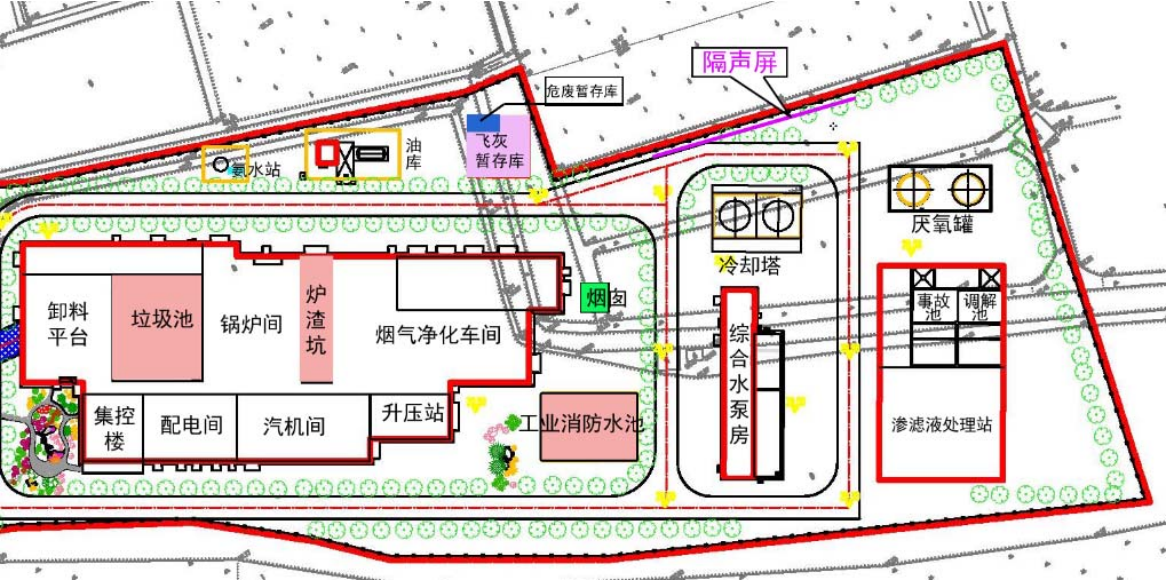 隔声屏
危废暂存库
飞灰
暂存库
氨水站
油
库
厌氧罐
冷却塔
烟囱
卸料
平台
垃圾池
锅炉间
炉
渣
坑
烟气净化车间
综
合
水
泵
房
事故
池
调解
池
集控
楼
配电间
汽机间
升压站
工业消防水池
渗滤液处理站